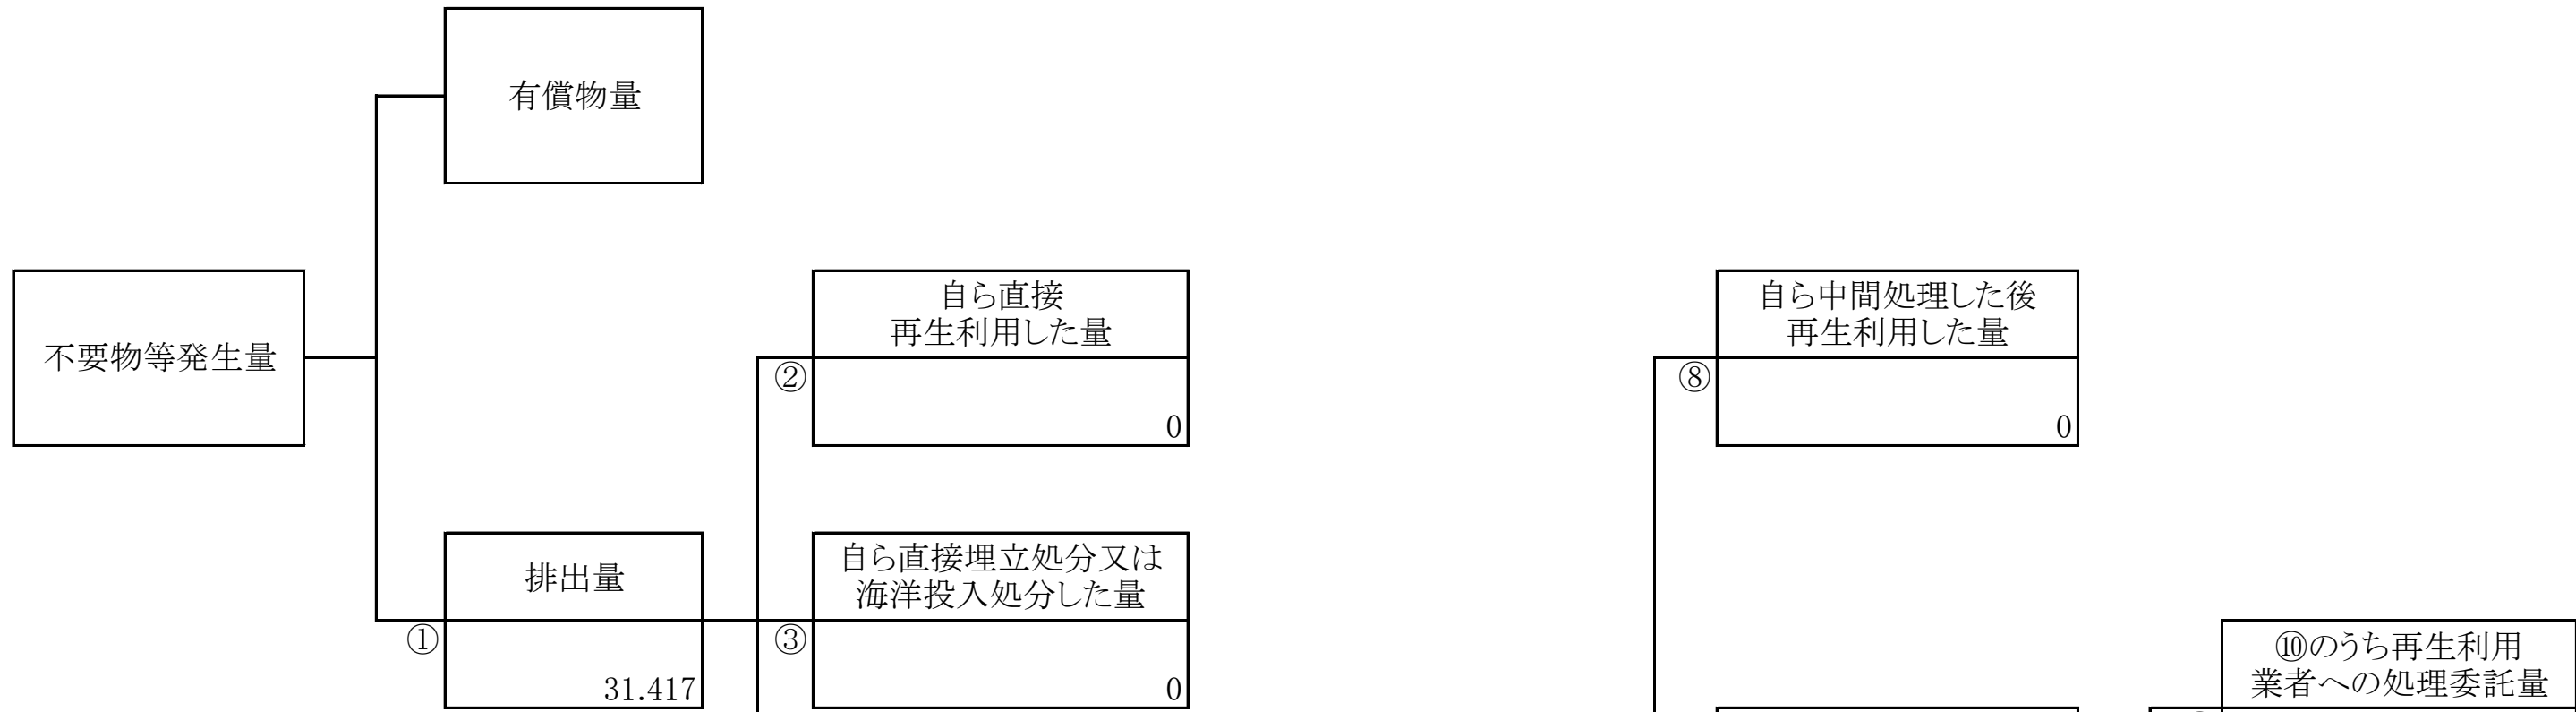 有償物量
不要物等発生量
自ら直接
再生利用した量
②
0
自ら中間処理した後
再生利用した量
⑧
0
排出量
①
31.417
自ら直接埋立処分又は
海洋投入処分した量
③
0
⑩のうち再生利用
業者への処理委託量